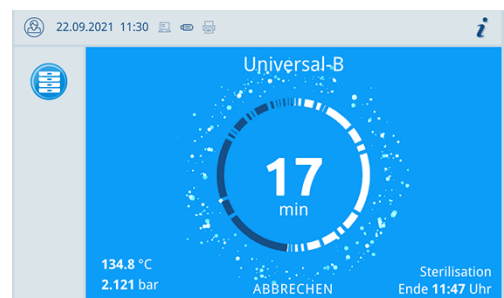 22.09.2021 11:30
i
Universal-B
17
min
134.8 °C
2.121 bar
ABBRECHEN
Sterilisation
Ende 11:47 Uhr